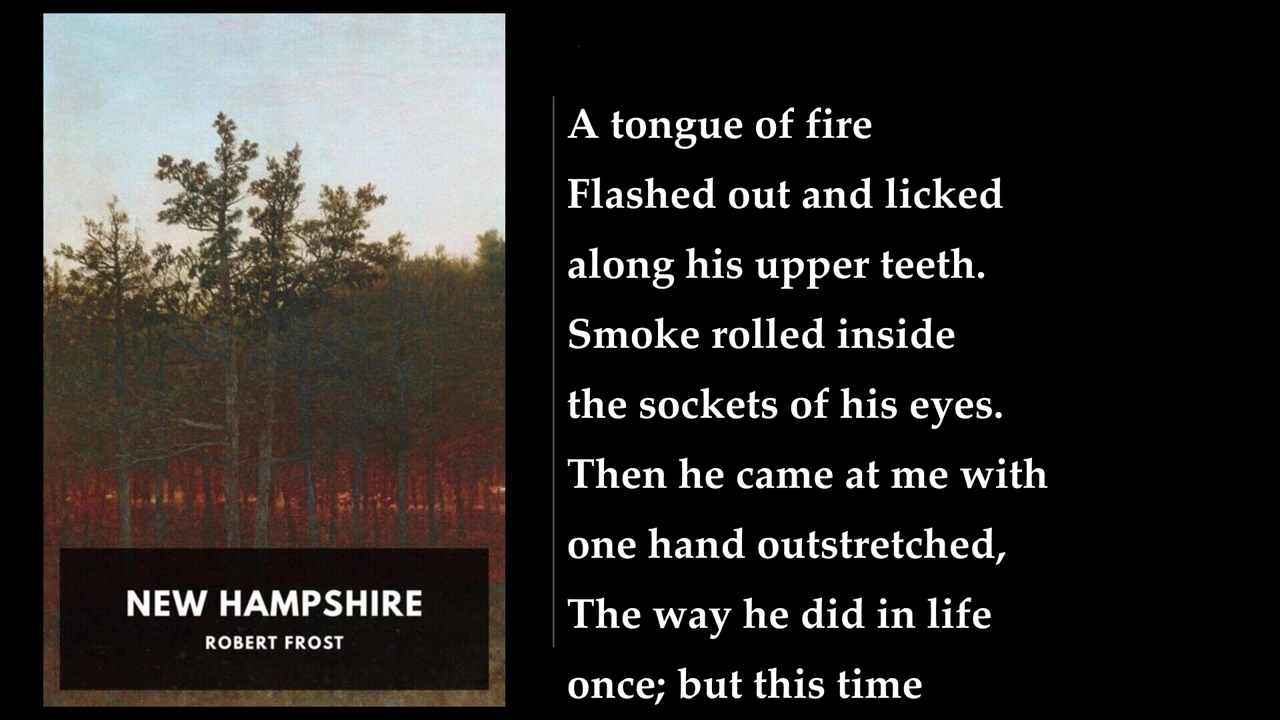 NEW HAMPSHIRE
ROBERT FROST
A tongue of fire
Flashed out and licked
along his upper teeth.
Smoke rolled inside
the sockets of his eyes.
Then he came at me with
one hand outstretched,
The way he did in life
once; but this time